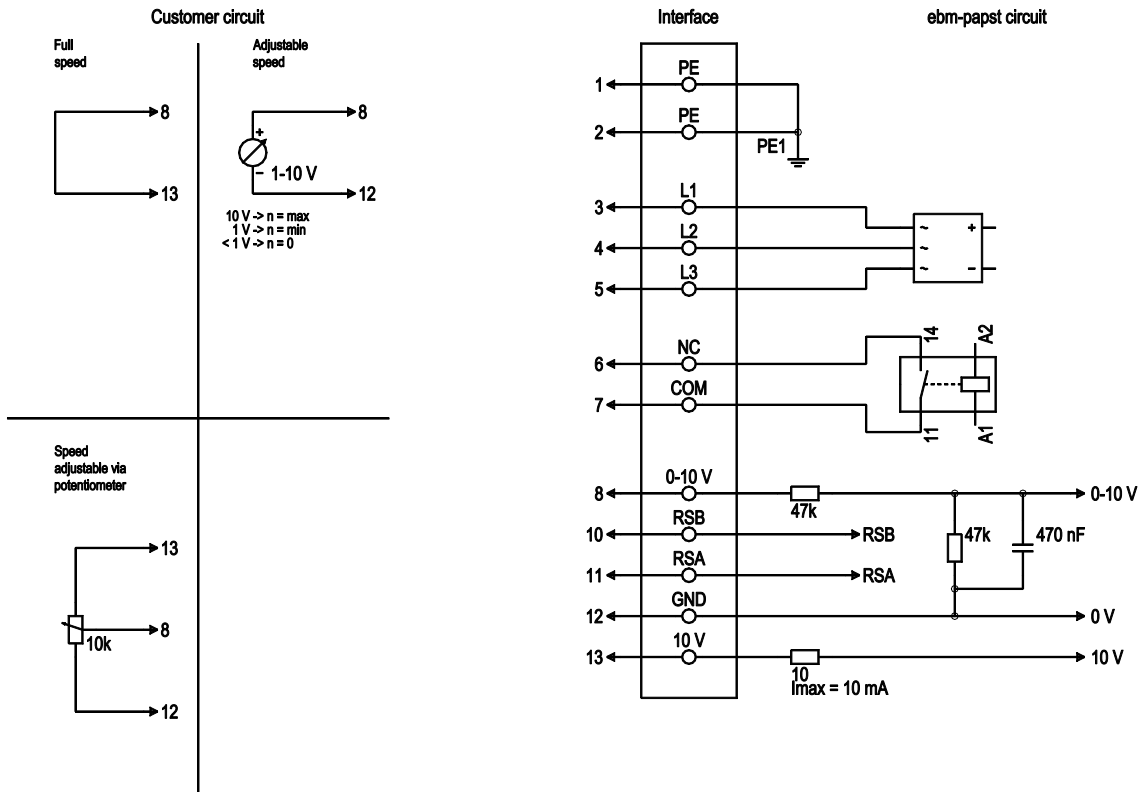 Customer circuit
Interface
ebm-papst circuit
Full
speed
8
13
Adjustable
speed
8
+
−
1-10 V
12
10 V -> n = max
1 V -> n = min
< 1 V -> n = 0
Speed
adjustable via
potentiometer
13
8
10k
12
1
PE
2
PE
PE1
3
L1
4
L2
5
L3
~
~
~
+
−
6
NC
7
COM
14
A2
11
A1
8
0-10 V
47k
0-10 V
10
RSB
RSB
47k
470 nF
11
RSA
RSA
12
GND
0 V
13
10 V
10
Imax = 10 mA
10 V